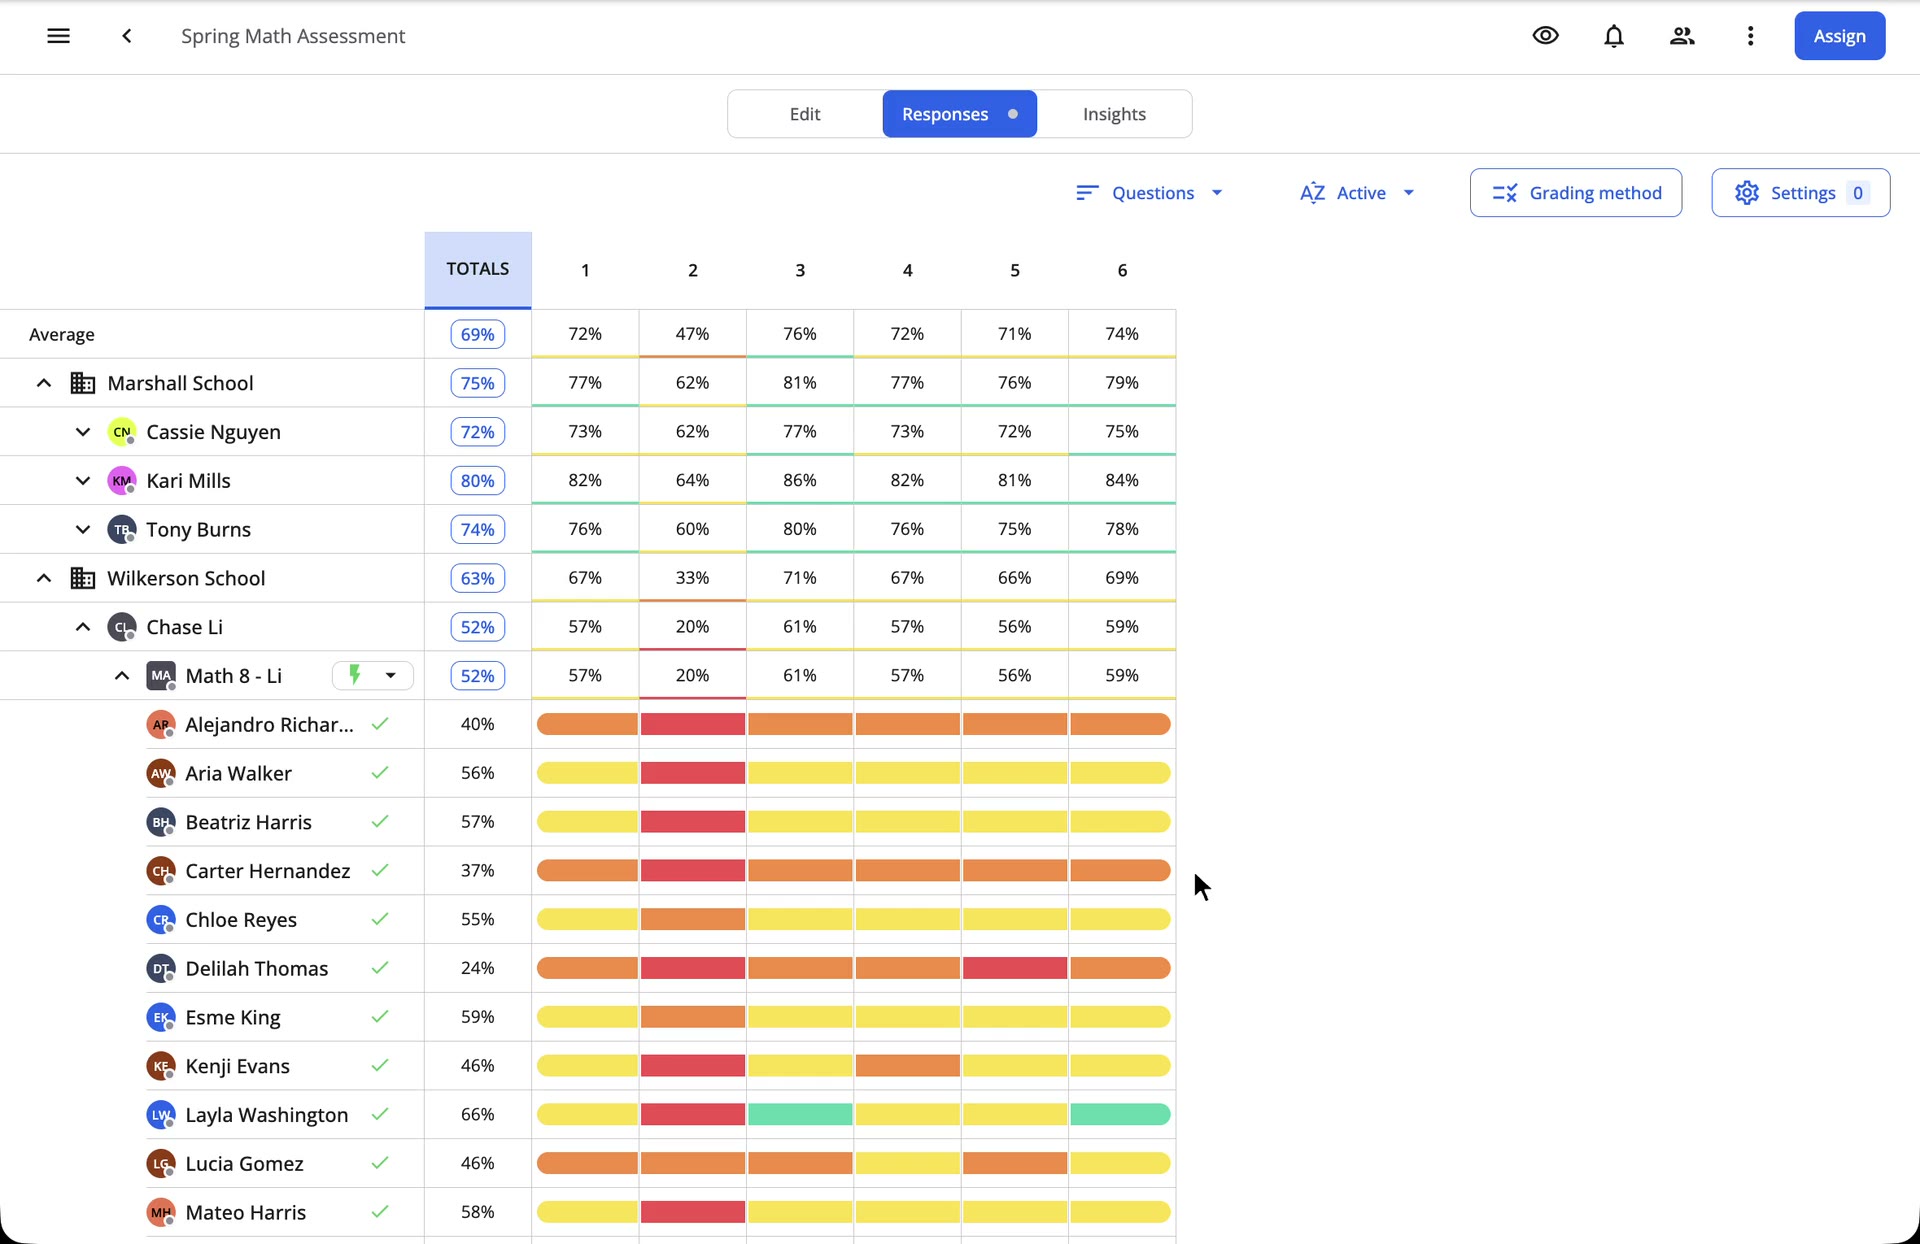 Spring Math Assessment
Assign
Edit
Responses
Insights
Questions
AZ Active
Grading method
Settings 0
TOTALS 1 2 3 4 5 6
Average 69% 72% 47% 76% 72% 71% 74%
Marshall School 75% 77% 62% 81% 77% 76% 79%
CN Cassie Nguyen 72% 73% 62% 77% 73% 72% 75%
KM Kari Mills 80% 82% 64% 86% 82% 81% 84%
TB Tony Burns 74% 76% 60% 80% 76% 75% 78%
Wilkerson School 63% 67% 33% 71% 67% 66% 69%
CL Chase Li 52% 57% 20% 61% 57% 56% 59%
MA Math 8 - Li 52% 57% 20% 61% 57% 56% 59%
AR Alejandro Richar... 40%
AW Aria Walker 56%
BH Beatriz Harris 57%
CH Carter Hernandez 37%
CR Chloe Reyes 55%
DT Delilah Thomas 24%
EK Esme King 59%
KE Kenji Evans 46%
LW Layla Washington 66%
LG Lucia Gomez 46%
MH Mateo Harris 58%